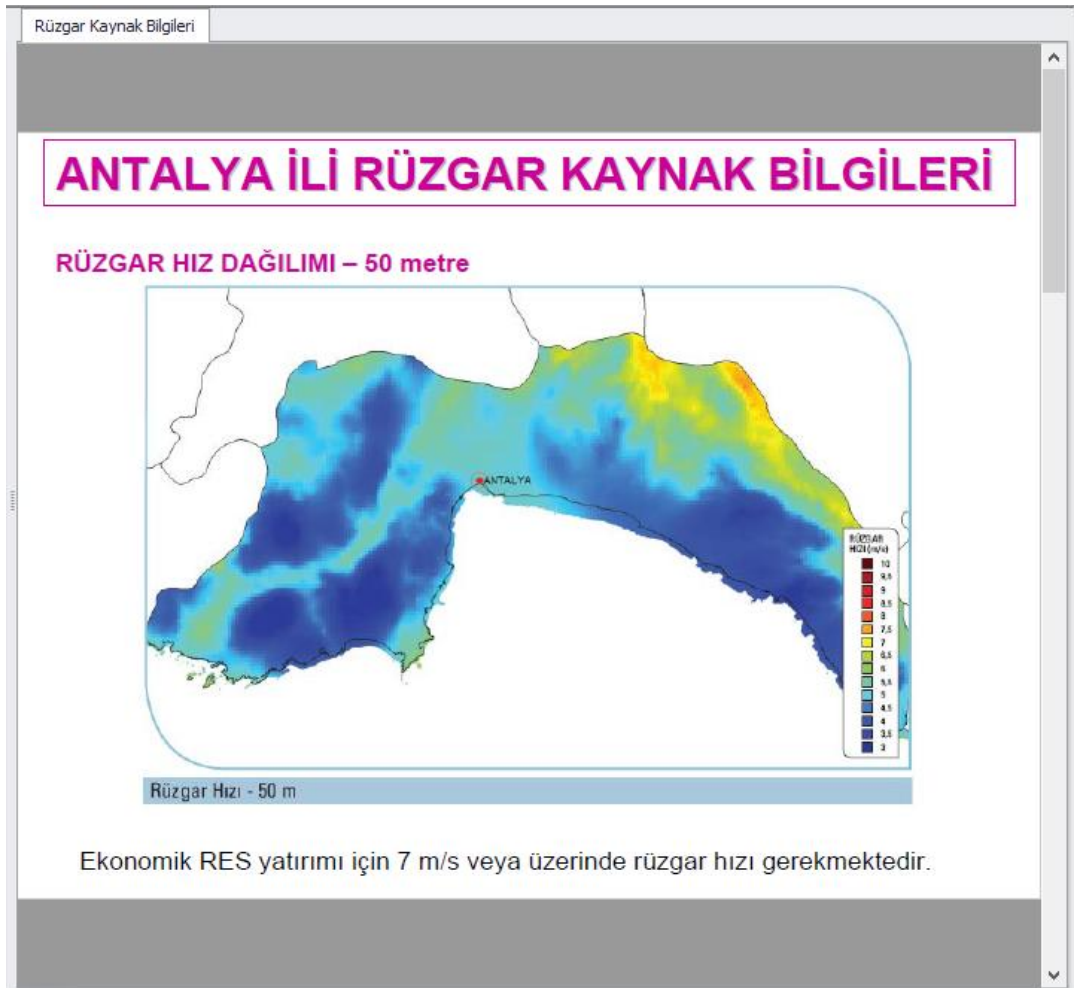 Rüzgar Kaynak Bilgileri
ANTALYA İLİ RÜZGAR KAYNAK BİLGİLERİ
RÜZGAR HIZ DAĞILIMI – 50 metre
ANTALYA
RÜZGAR
HIZI (m/s)
10
9,5
9
8,5
8
7,5
7
6,5
6
5,5
5
4,5
4
3,5
3
Rüzgar Hızı - 50 m
Ekonomik RES yatırımı için 7 m/s veya üzerinde rüzgar hızı gerekmektedir.